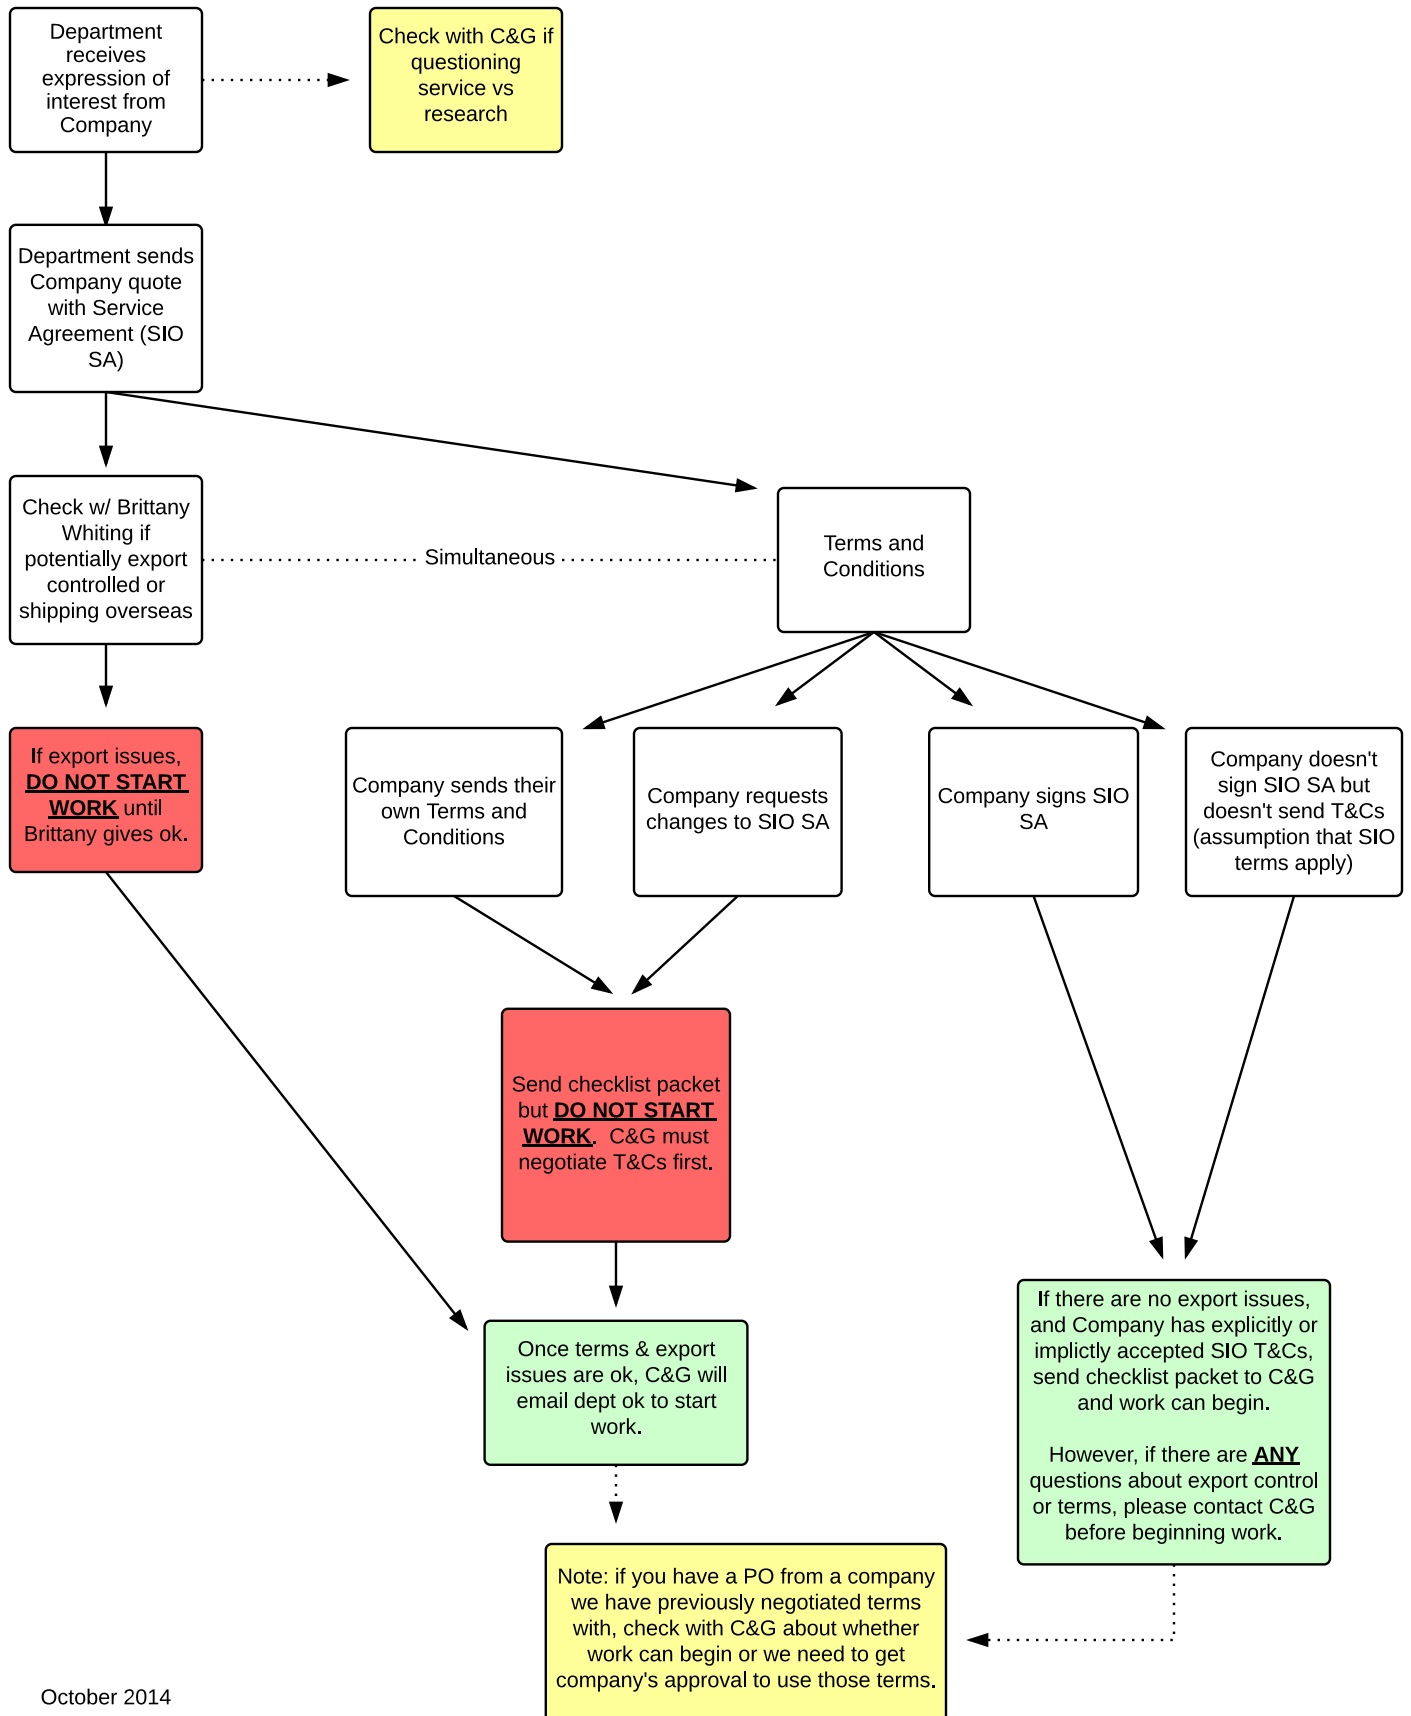 Department
receives
expression of
interest from
Company
Check with C&G if
questioning
service vs
research
Department sends
Company quote
with Service
Agreement (SIO
SA)
Check w/ Brittany
Whiting if
potentially export
controlled or
shipping overseas
Simultaneous
Terms and
Conditions
If export issues,
DO NOT START
WORK until
Brittany gives ok.
Company sends their
own Terms and
Conditions
Company requests
changes to SIO SA
Company signs SIO
SA
Company doesn't
sign SIO SA but
doesn't send T&Cs
(assumption that SIO
terms apply)
Send checklist packet
but DO NOT START
WORK.  C&G must
negotiate T&Cs first.
Once terms & export
issues are ok, C&G will
email dept ok to start
work.
If there are no export issues,
and Company has explicitly or
implictly accepted SIO T&Cs,
send checklist packet to C&G
and work can begin.
However, if there are ANY
questions about export control
or terms, please contact C&G
before beginning work.
Note: if you have a PO from a company
we have previously negotiated terms
with, check with C&G about whether
work can begin or we need to get
company's approval to use those terms.
October 2014